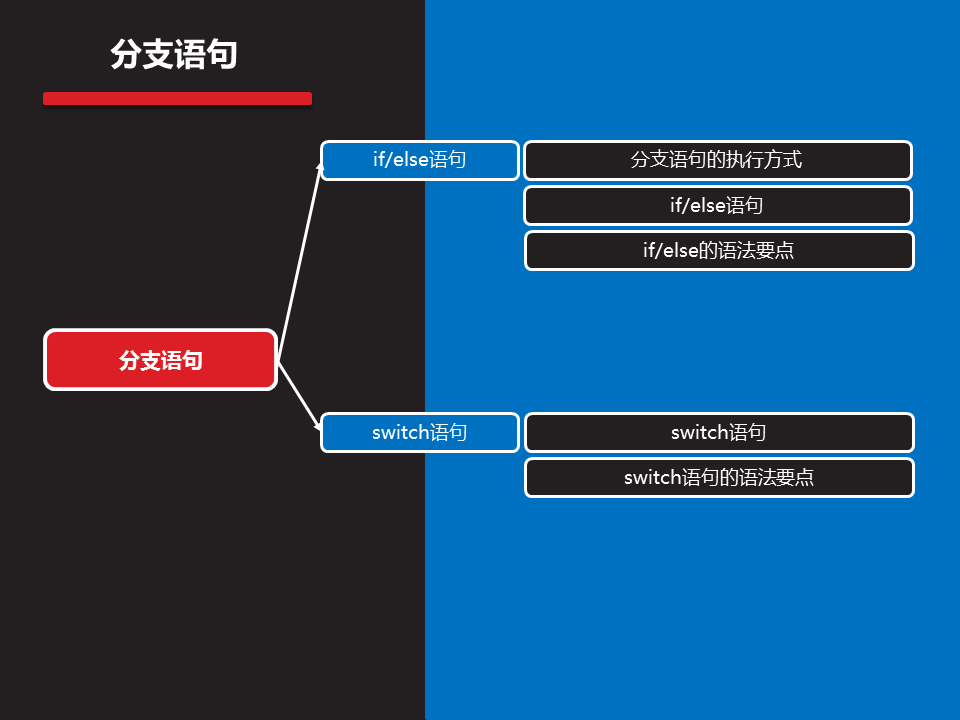 分支语句
if/else语句
分支语句的执行方式
if/else语句
if/else的语法要点
分支语句
switch语句
switch语句
switch语句的语法要点